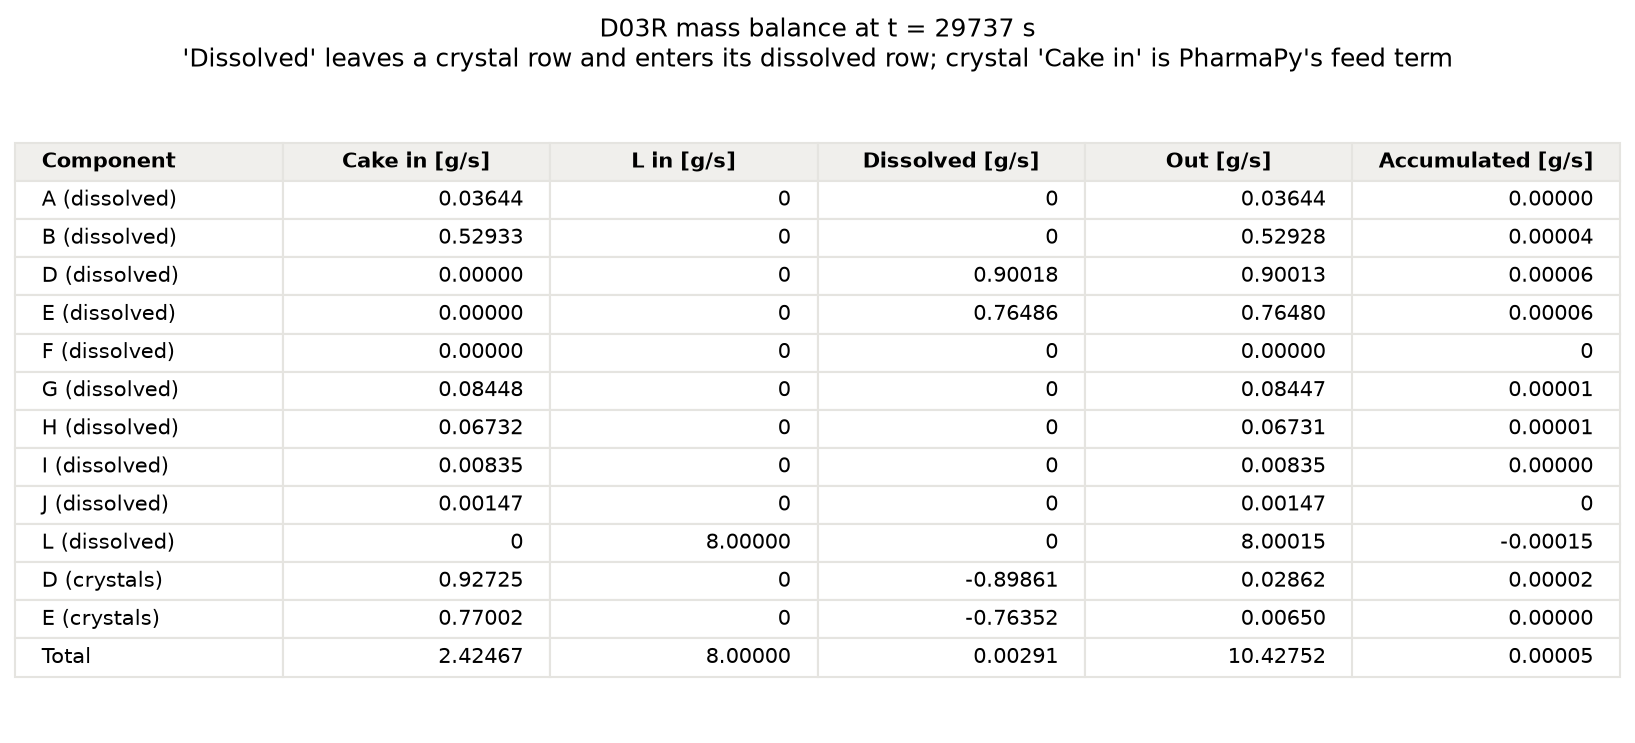 D03R mass balance at t = 29737 s
'Dissolved' leaves a crystal row and enters its dissolved row; crystal 'Cake in' is PharmaPy's feed term
Component Cake in [g/s] L in [g/s] Dissolved [g/s] Out [g/s] Accumulated [g/s]
A (dissolved) 0.03644 0 0 0.03644 0.00000
B (dissolved) 0.52933 0 0 0.52928 0.00004
D (dissolved) 0.00000 0 0.90018 0.90013 0.00006
E (dissolved) 0.00000 0 0.76486 0.76480 0.00006
F (dissolved) 0.00000 0 0 0.00000 0
G (dissolved) 0.08448 0 0 0.08447 0.00001
H (dissolved) 0.06732 0 0 0.06731 0.00001
I (dissolved) 0.00835 0 0 0.00835 0.00000
J (dissolved) 0.00147 0 0 0.00147 0
L (dissolved) 0 8.00000 0 8.00015 -0.00015
D (crystals) 0.92725 0 -0.89861 0.02862 0.00002
E (crystals) 0.77002 0 -0.76352 0.00650 0.00000
Total 2.42467 8.00000 0.00291 10.42752 0.00005